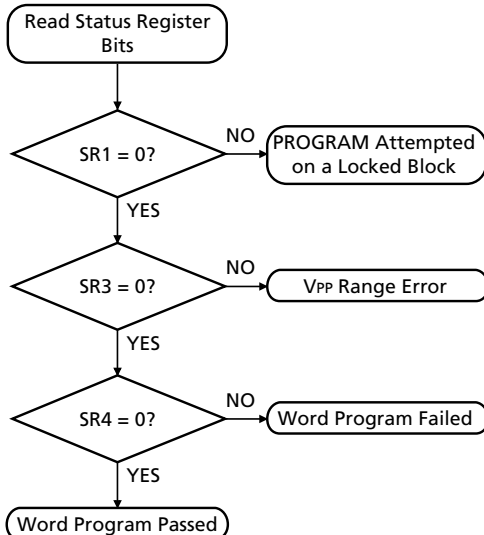 Read Status Register
Bits
SR1 = 0?
NO
PROGRAM Attempted
on a Locked Block
YES
SR3 = 0?
NO
VPP Range Error
YES
SR4 = 0?
NO
Word Program Failed
YES
Word Program Passed